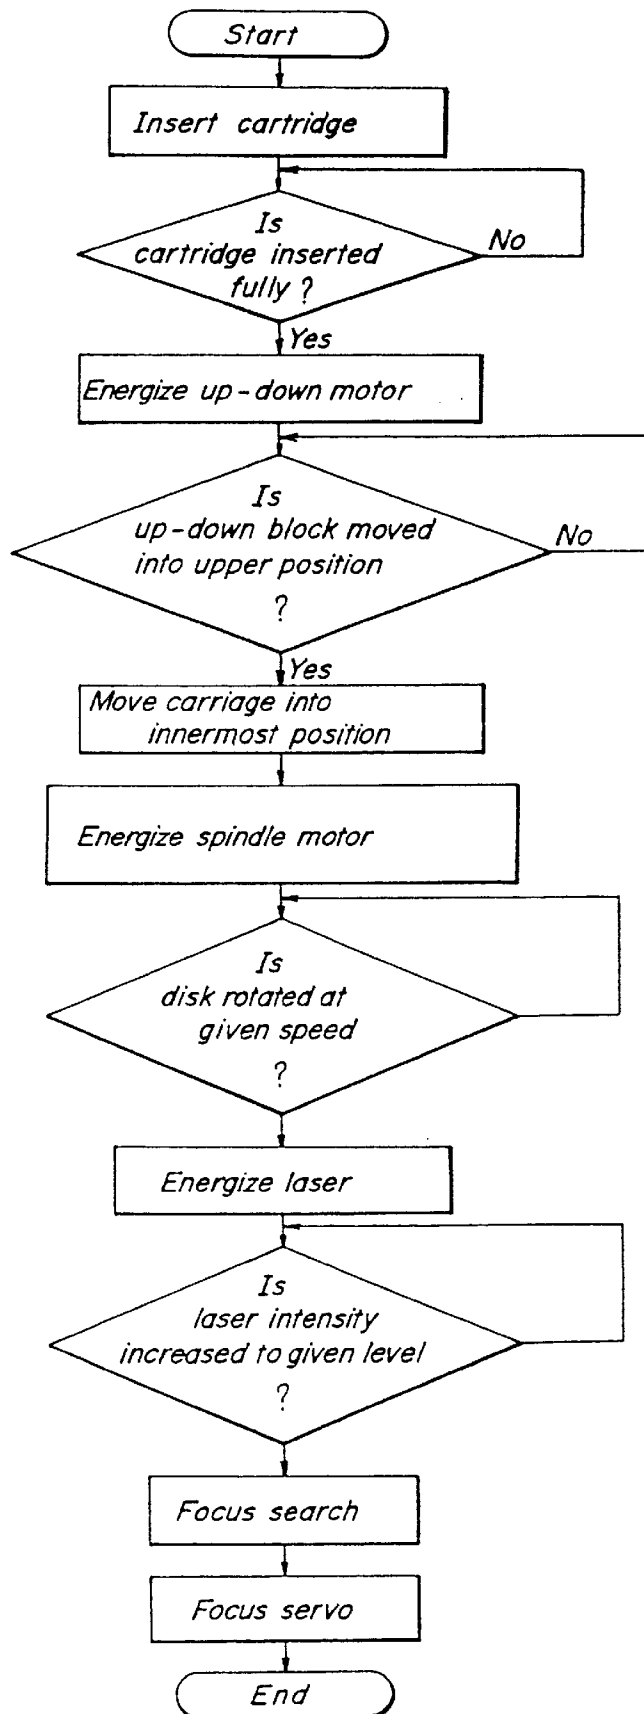 Start
Insert cartridge
Is
cartridge inserted
fully ?
No
Yes
Energize up-down motor
Is
up-down block moved
into upper position
?
No
Yes
Move carriage into
innermost position
Energize spindle motor
Is
disk rotated at
given speed
?
Energize laser
Is
laser intensity
increased to given level
?
Focus search
Focus servo
End